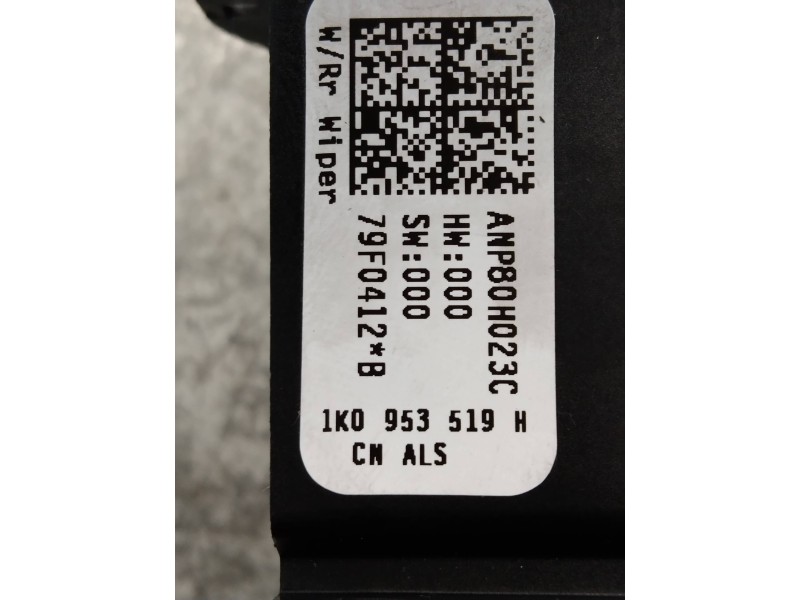 W/Rr Wiper
ANP80H023C
HW:000
SW:000
79F0412*B
1K0 953 519 H
CN ALS